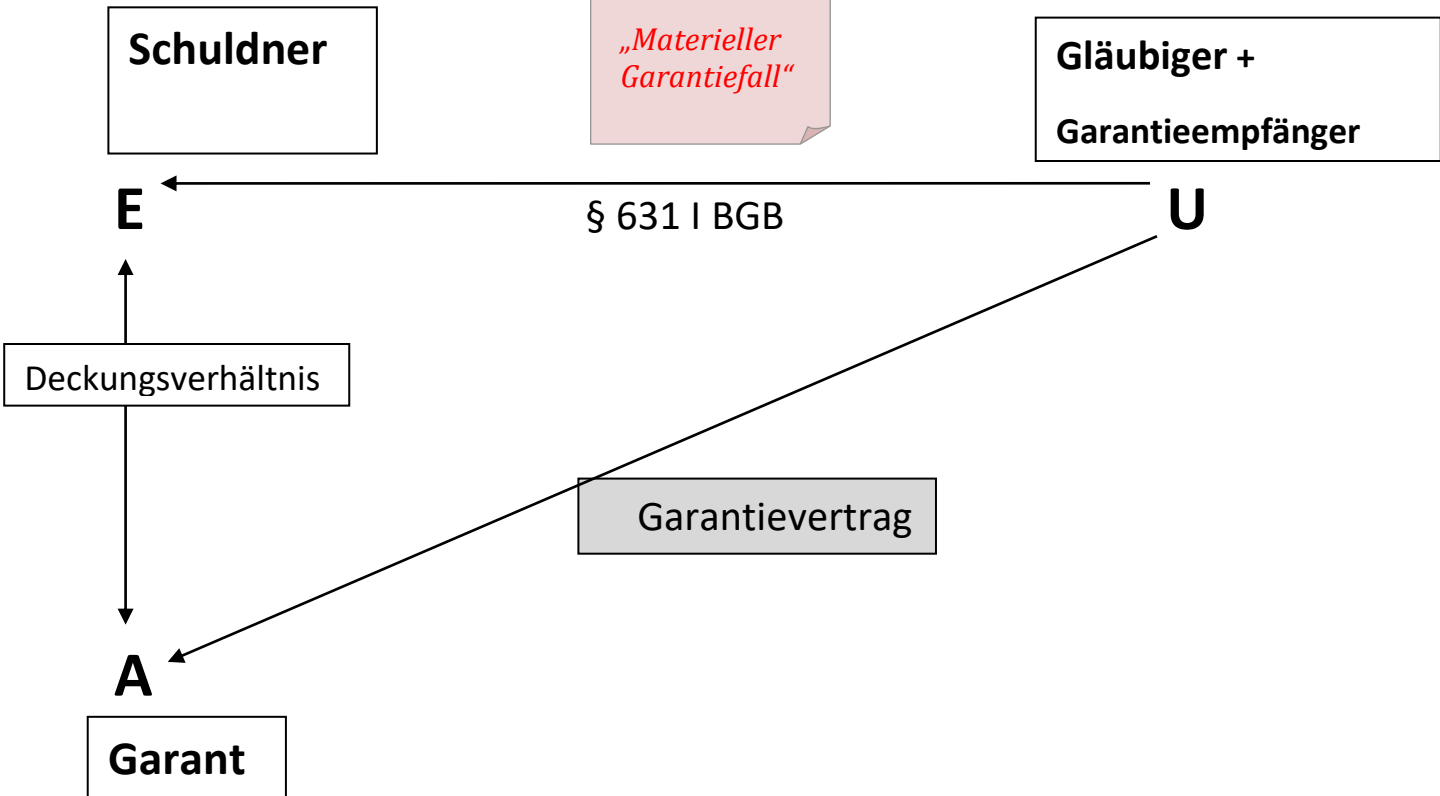 Schuldner
„Materieller
Garantiefall“
Gläubiger +
Garantieempfänger
E
§ 631 I BGB
U
Deckungsverhältnis
Garantievertrag
A
Garant